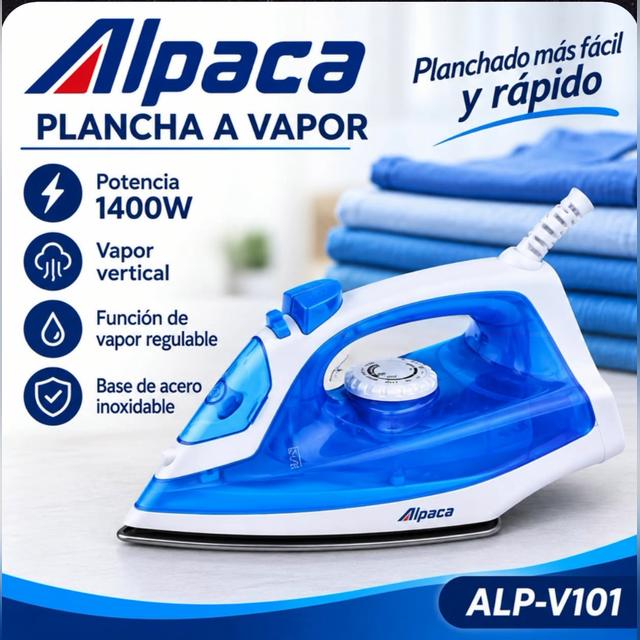 Alpaca
PLANCHA A VAPOR
Planchado más fácil
y rápido
Potencia
1400W
Vapor
vertical
Función de
vapor regulable
Base de acero
inoxidable
Alpaca
ALP-V101